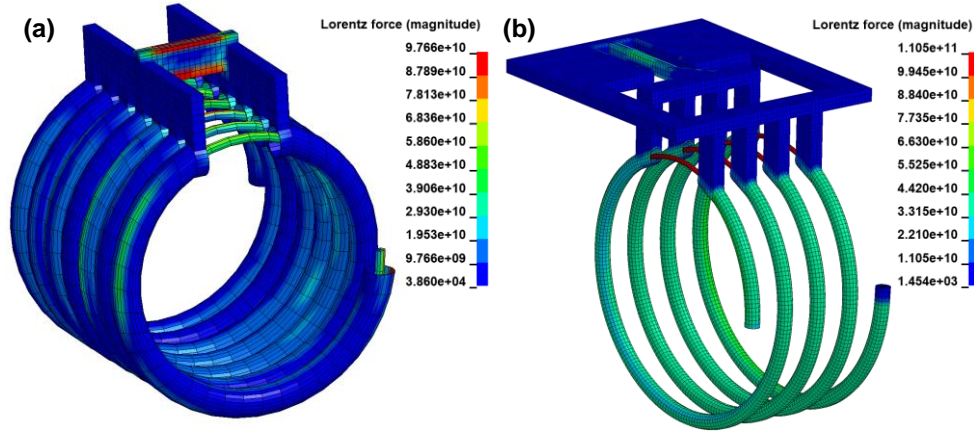 (a)
Lorentz force (magnitude)
9.766e+10
8.789e+10
7.813e+10
6.836e+10
5.860e+10
4.883e+10
3.906e+10
2.930e+10
1.953e+10
9.766e+09
3.860e+04
(b)
Lorentz force (magnitude)
1.105e+11
9.945e+10
8.840e+10
7.735e+10
6.630e+10
5.525e+10
4.420e+10
3.315e+10
2.210e+10
1.105e+10
1.454e+03